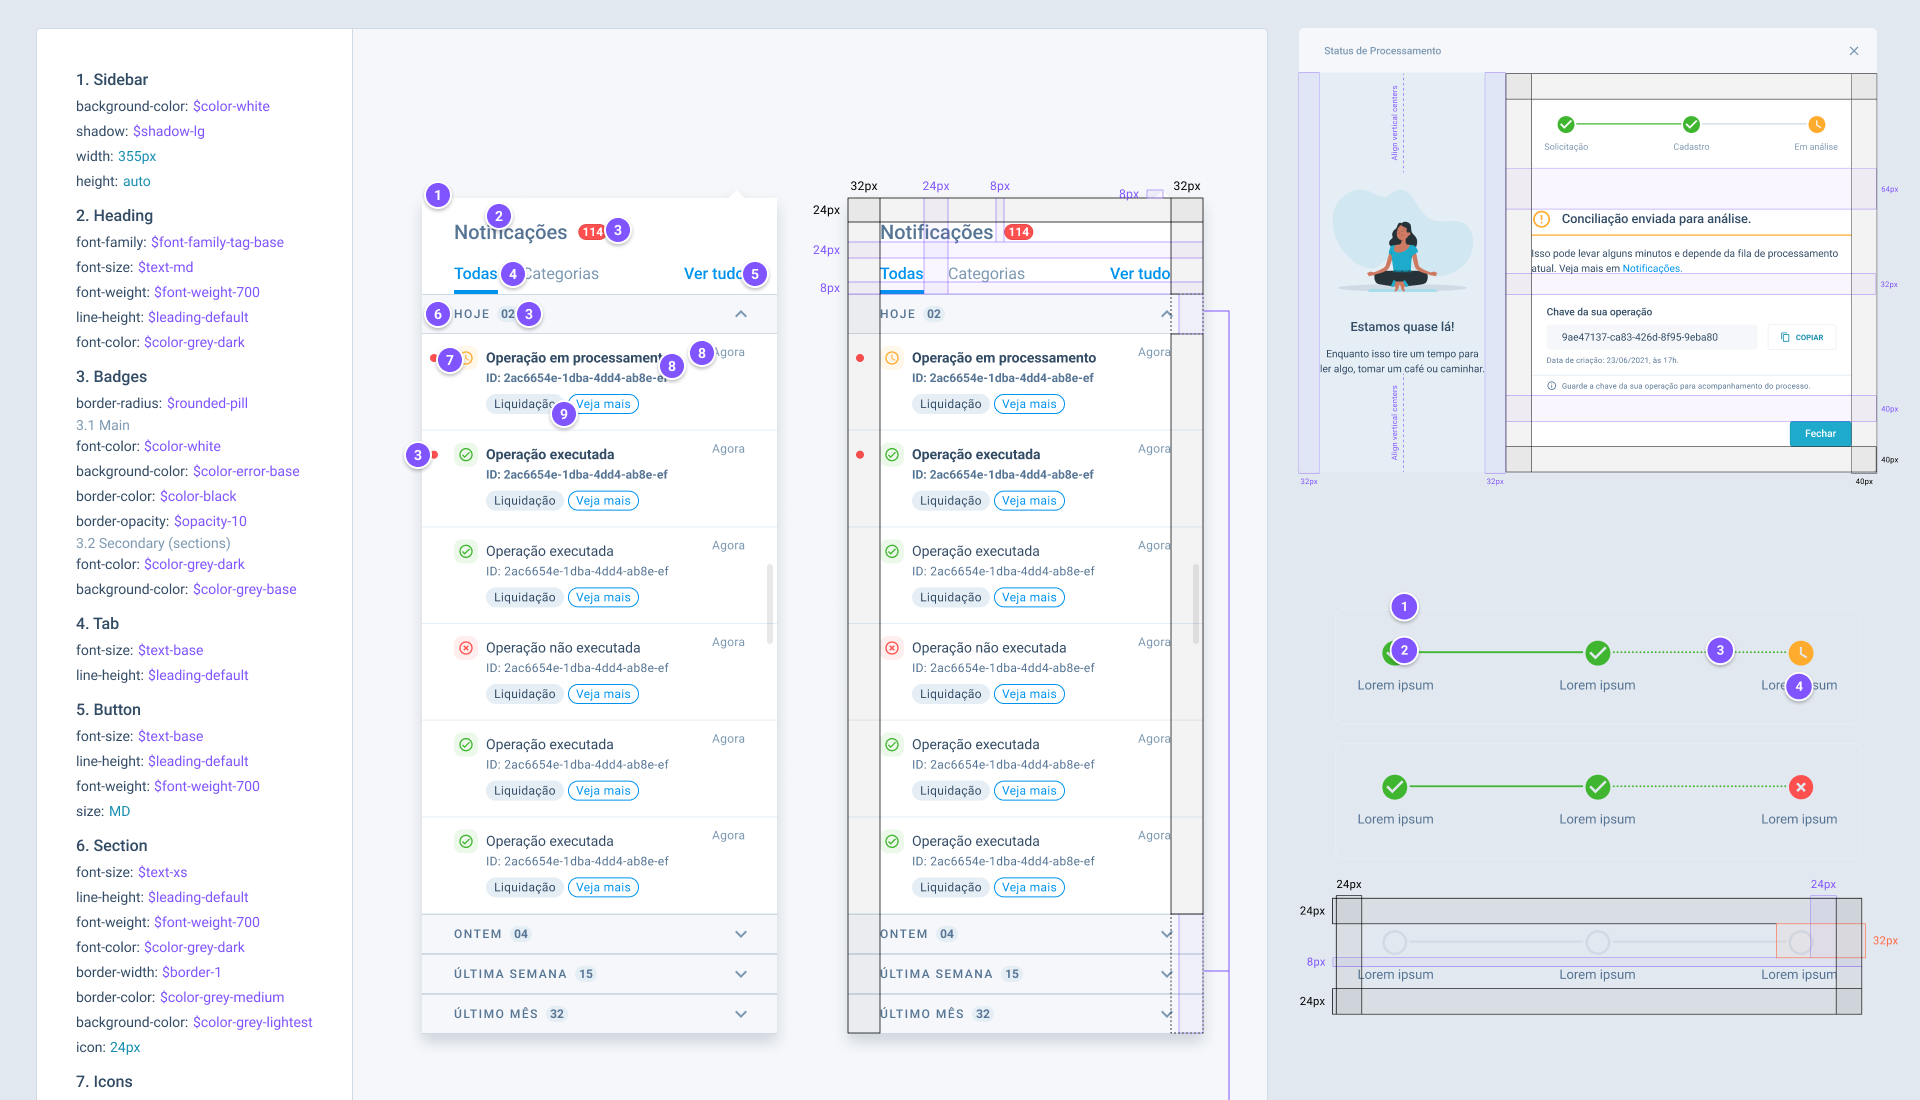 1. Sidebar
background-color: $color-white
shadow: $shadow-lg
width: 355px
height: auto
2. Heading
font-family: $font-family-tag-base
font-size: $text-md
font-weight: $font-weight-700
line-height: $leading-default
font-color: $color-grey-dark
3. Badges
border-radius: $rounded-pill
3.1 Main
font-color: $color-white
background-color: $color-error-base
border-color: $color-black
border-opacity: $opacity-10
3.2 Secondary (sections)
font-color: $color-grey-dark
background-color: $color-grey-base
4. Tab
font-size: $text-base
line-height: $leading-default
5. Button
font-size: $text-base
line-height: $leading-default
font-weight: $font-weight-700
size: MD
6. Section
font-size: $text-xs
line-height: $leading-default
font-weight: $font-weight-700
font-color: $color-grey-dark
border-width: $border-1
border-color: $color-grey-medium
background-color: $color-grey-lightest
icon: 24px
7. Icons
1
2
Notificações 114 3
Todas 4 Categorias Ver tudo 5
6 HOJE 02 3
7 Operação em processamento 8 Agora
8
ID: 2ac6654e-1dba-4dd4-ab8e-ef
Liquidação 9 Veja mais
3 Operação executada Agora
ID: 2ac6654e-1dba-4dd4-ab8e-ef
Liquidação Veja mais
Operação executada Agora
ID: 2ac6654e-1dba-4dd4-ab8e-ef
Liquidação Veja mais
Operação não executada Agora
ID: 2ac6654e-1dba-4dd4-ab8e-ef
Liquidação Veja mais
Operação executada Agora
ID: 2ac6654e-1dba-4dd4-ab8e-ef
Liquidação Veja mais
Operação executada Agora
ID: 2ac6654e-1dba-4dd4-ab8e-ef
Liquidação Veja mais
ONTEM 04
ÚLTIMA SEMANA 15
ÚLTIMO MÊS 32
32px 24px 8px 8px 32px
24px
Notificações 114
24px
Todas Categorias Ver tudo
8px
HOJE 02
Operação em processamento Agora
ID: 2ac6654e-1dba-4dd4-ab8e-ef
Liquidação Veja mais
Operação executada Agora
ID: 2ac6654e-1dba-4dd4-ab8e-ef
Liquidação Veja mais
Operação executada Agora
ID: 2ac6654e-1dba-4dd4-ab8e-ef
Liquidação Veja mais
Operação não executada Agora
ID: 2ac6654e-1dba-4dd4-ab8e-ef
Liquidação Veja mais
Operação executada Agora
ID: 2ac6654e-1dba-4dd4-ab8e-ef
Liquidação Veja mais
Operação executada Agora
ID: 2ac6654e-1dba-4dd4-ab8e-ef
Liquidação Veja mais
ONTEM 04
ÚLTIMA SEMANA 15
ÚLTIMO MÊS 32
Status de Processamento
Align vertical centers
Estamos quase lá!
Enquanto isso tire um tempo para
ler algo, tomar um café ou caminhar.
Align vertical centers
32px 32px
Solicitação Cadastro Em análise
64px
Conciliação enviada para análise.
Isso pode levar alguns minutos e depende da fila de processamento
atual. Veja mais em Notificações.
32px
Chave da sua operação
9ae47137-ca83-426d-8f95-9eba80 COPIAR
Data de criação: 23/06/2021, às 17h.
Guarde a chave da sua operação para acompanhamento do processo.
40px
Fechar
40px
40px
1
2 3
Lorem ipsum Lorem ipsum Lorem ipsum
4
Lorem ipsum Lorem ipsum Lorem ipsum
24px 24px
24px
32px
8px
Lorem ipsum Lorem ipsum Lorem ipsum
24px